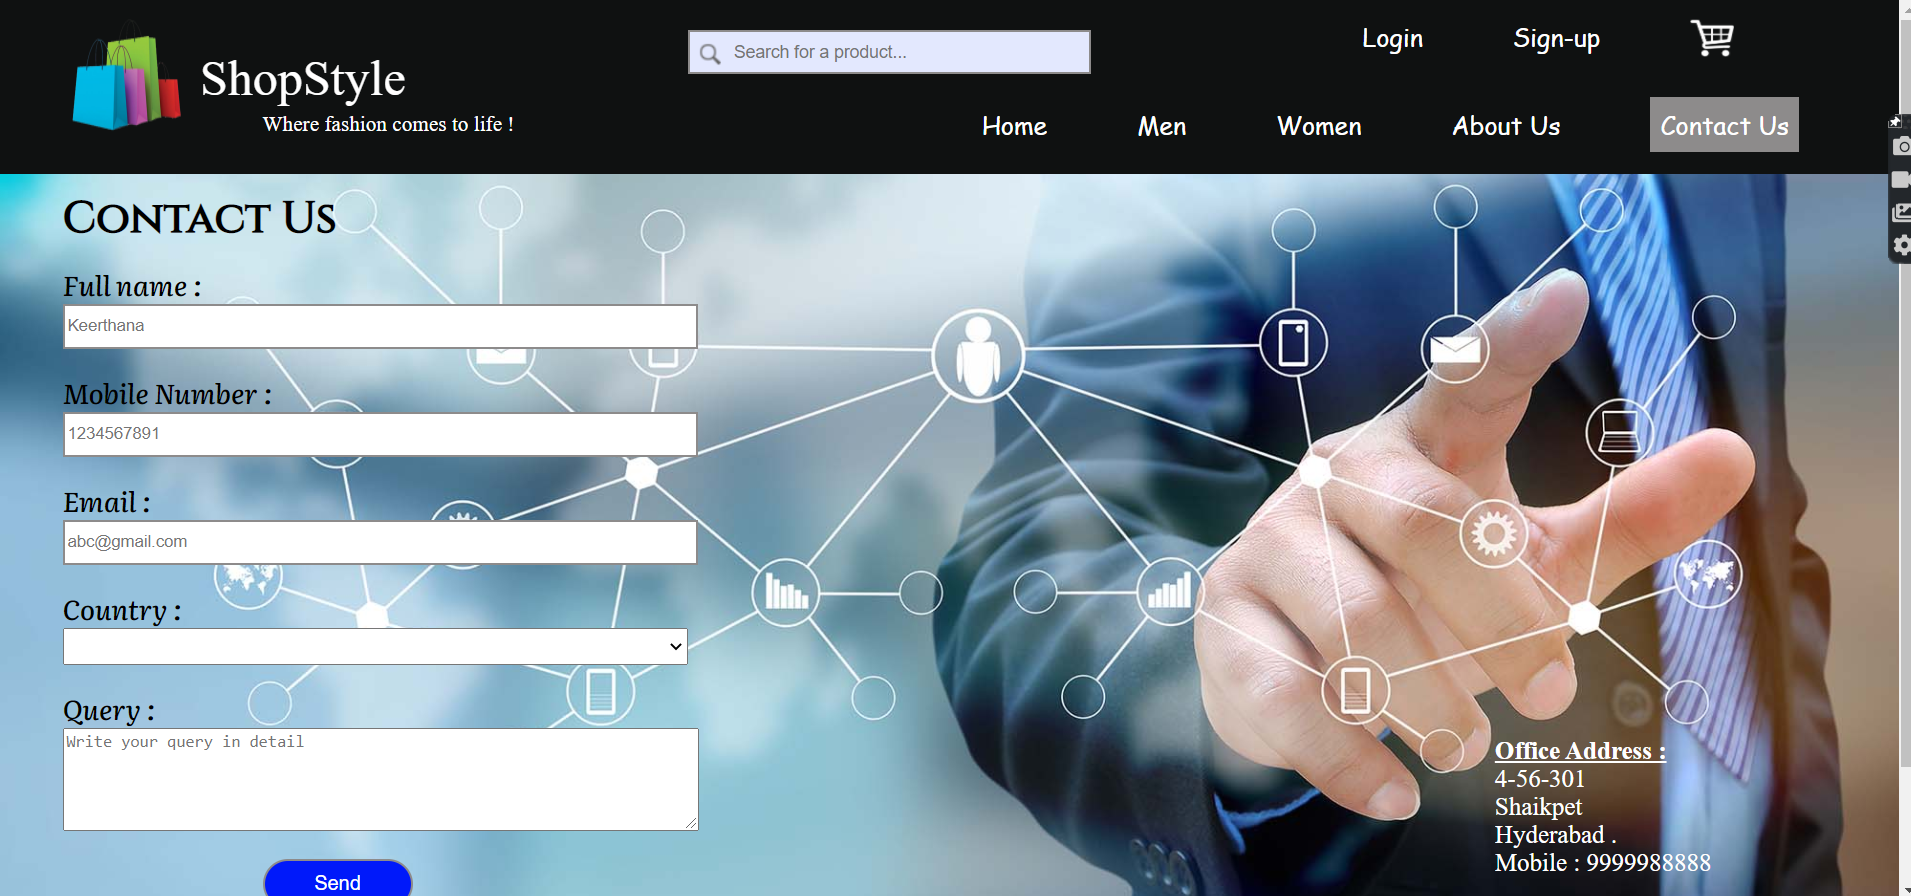 ShopStyle
Where fashion comes to life !
Search for a product...
Login
Sign-up
Home
Men
Women
About Us
Contact Us
Contact Us
Full name :
Keerthana
Mobile Number :
1234567891
Email :
abc@gmail.com
Country :
Query :
Write your query in detail
Send
Office Address :
4-56-301
Shaikpet
Hyderabad .
Mobile : 9999988888